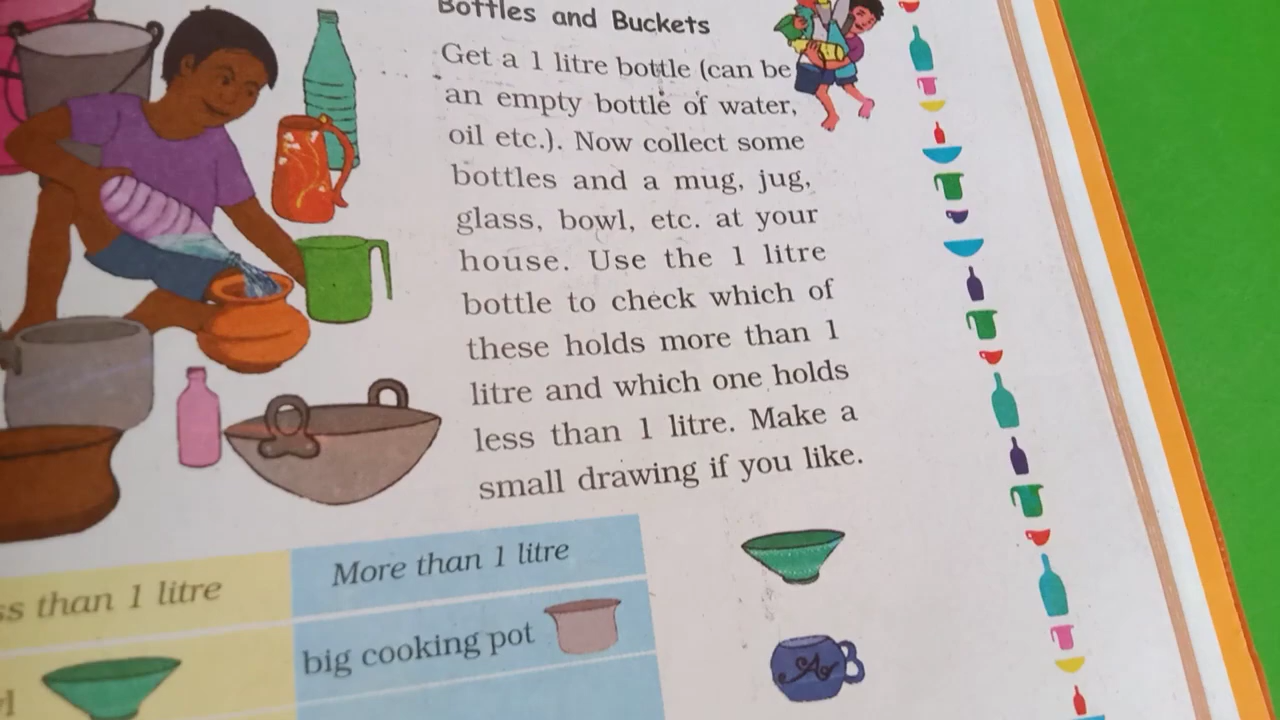 Bottles and Buckets
Get a 1 litre bottle (can be
an empty bottle of water,
oil etc.). Now collect some
bottles and a mug, jug,
glass, bowl, etc. at your
house. Use the 1 litre
bottle to check which of
these holds more than 1
litre and which one holds
less than 1 litre. Make a
small drawing if you like.
than 1 litre
More than 1 litre
big cooking pot